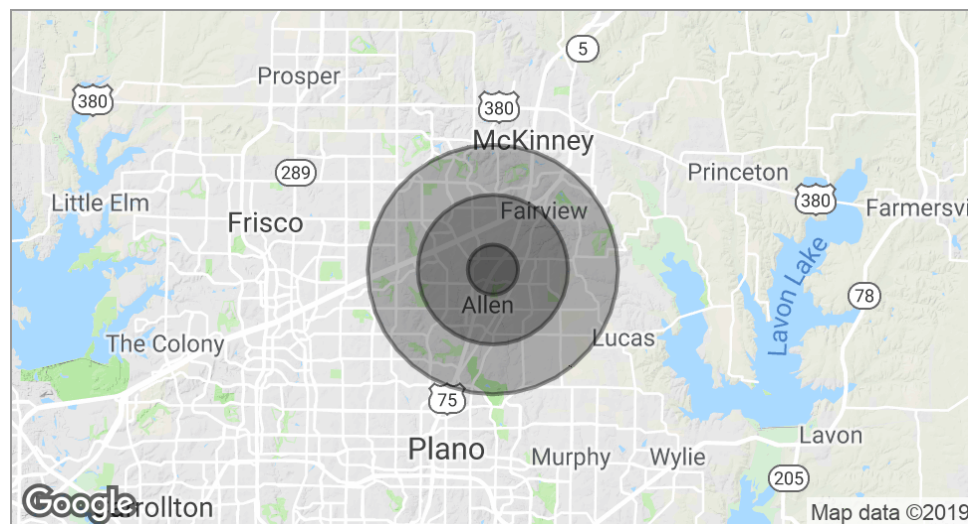 5
Prosper
380
380
McKinney
289
Princeton
380
Little Elm
Fairview
Farmersvi
Frisco
Lavon Lake
78
Allen
The Colony
Lucas
75
Plano
Lavon
Murphy
Wylie
205
Google
rrollton
Map data ©2019